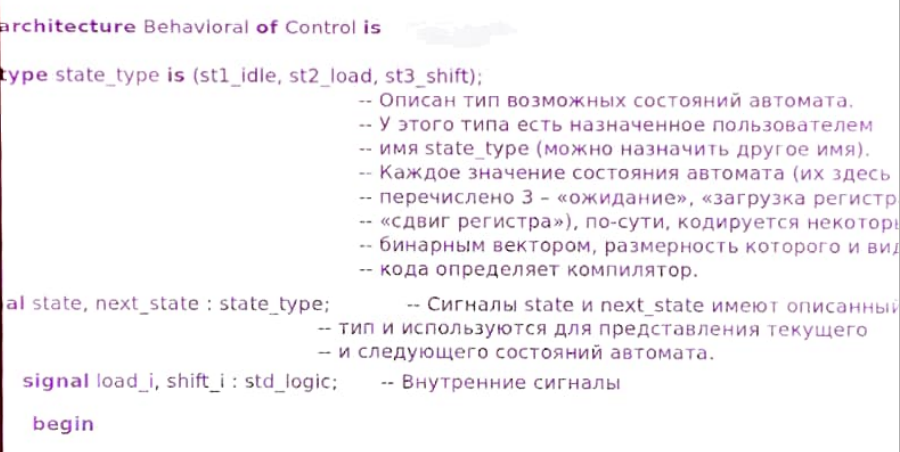 architecture Behavioral of Control is
type state_type is (st1_idle, st2_load, st3_shift);
-- Описан тип возможных состояний автомата.
-- У этого типа есть назначенное пользователем
-- имя state_type (можно назначить другое имя).
-- Каждое значение состояния автомата (их здесь
-- перечислено 3 – «ожидание», «загрузка регистр
-- «сдвиг регистра»), по-сути, кодируется некоторы
-- бинарным вектором, размерность которого и вид
-- кода определяет компилятор.
al state, next_state : state_type; -- Сигналы state и next_state имеют описанный
-- тип и используются для представления текущего
-- и следующего состояний автомата.
signal load_i, shift_i : std_logic; -- Внутренние сигналы
begin